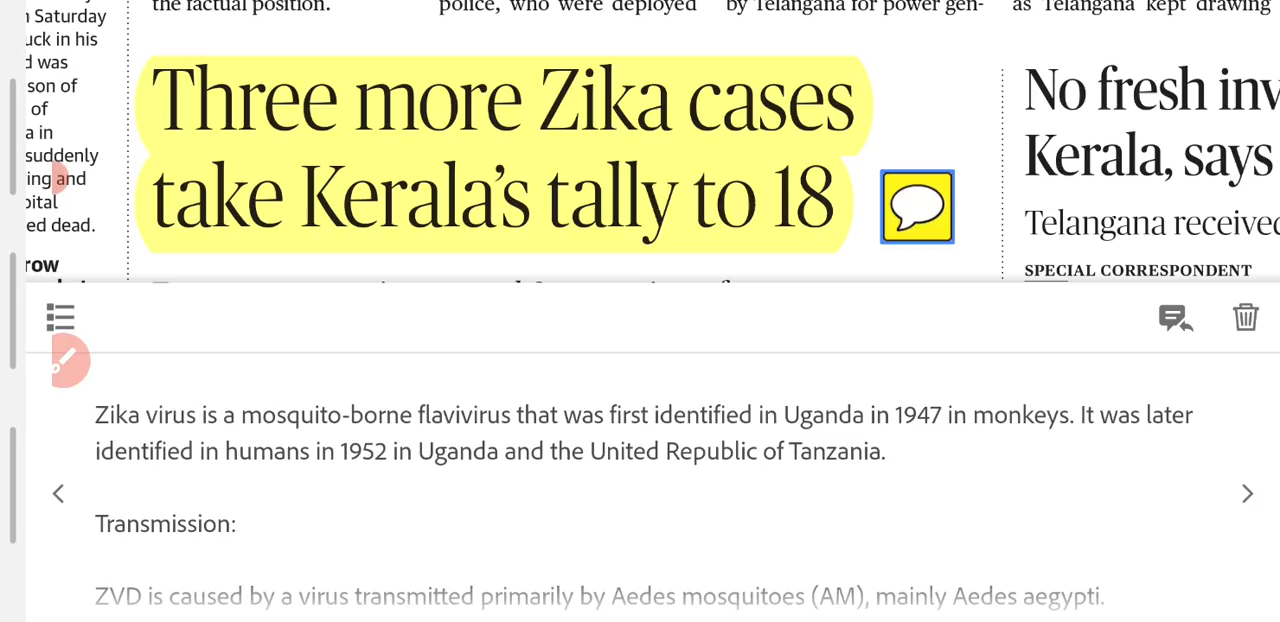 the factual position.
police, who were deployed
by Telangana for power gen-
as Telangana kept drawing
Saturday
uck in his
d was
son of
of
a in
suddenly
ing and
pital
ed dead.
row
Three more Zika cases
take Kerala's tally to 18
No fresh inv
Kerala, says
Telangana received
SPECIAL CORRESPONDENT
Zika virus is a mosquito-borne flavivirus that was first identified in Uganda in 1947 in monkeys. It was later
identified in humans in 1952 in Uganda and the United Republic of Tanzania.
Transmission:
ZVD is caused by a virus transmitted primarily by Aedes mosquitoes (AM), mainly Aedes aegypti.